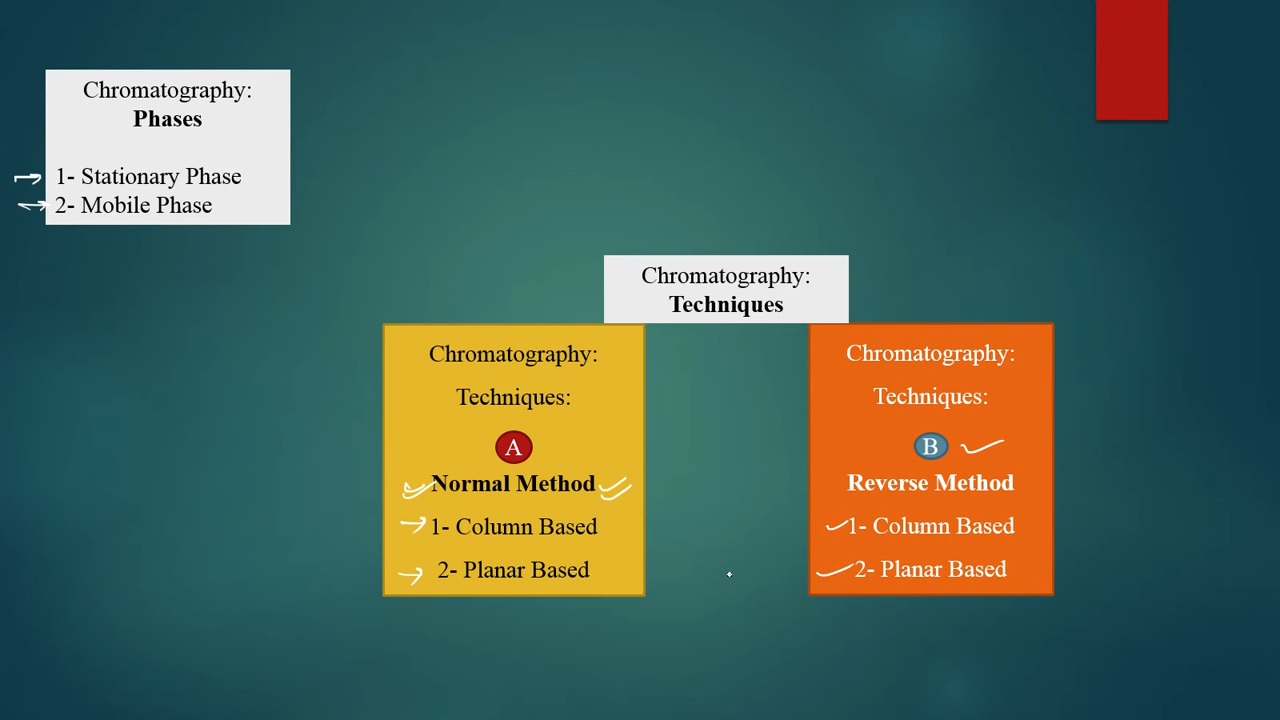 Chromatography:
Phases
1- Stationary Phase
2- Mobile Phase
Chromatography:
Techniques
Chromatography:
Techniques:
A
Normal Method
1- Column Based
2- Planar Based
Chromatography:
Techniques:
B
Reverse Method
1- Column Based
2- Planar Based